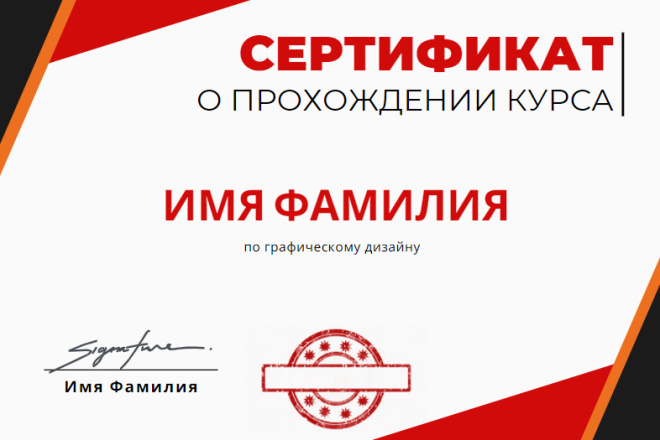 СЕРТИФИКАТ
О ПРОХОЖДЕНИИ КУРСА
ИМЯ ФАМИЛИЯ
по графическому дизайну
Signature
Имя Фамилия